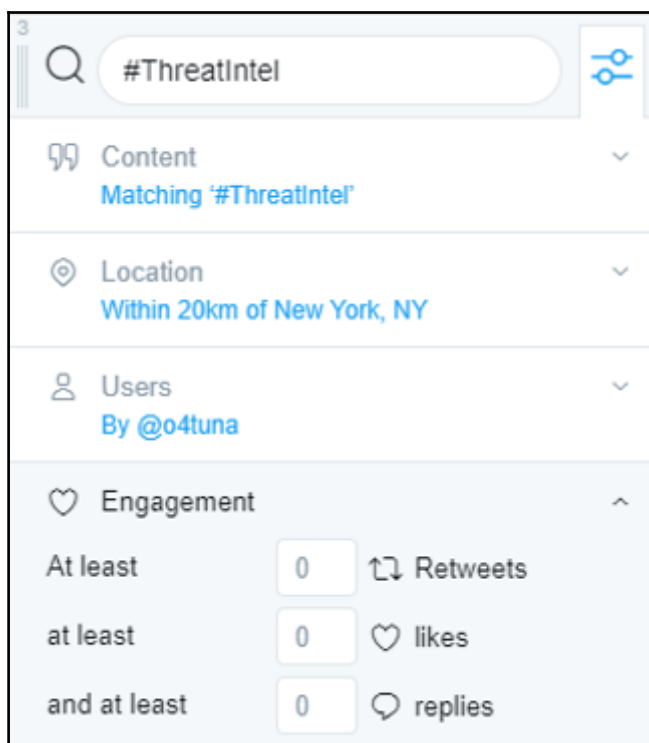 3
#ThreatIntel
Content
Matching ‘#ThreatIntel’
Location
Within 20km of New York, NY
Users
By @o4tuna
Engagement
At least 0 Retweets
at least 0 likes
and at least 0 replies